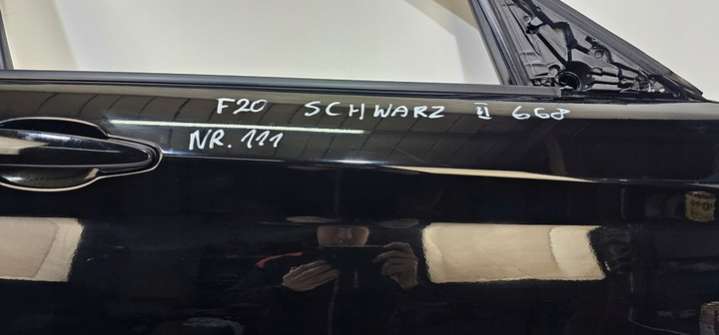 F20 SCHWARZ II 668
NR. 111